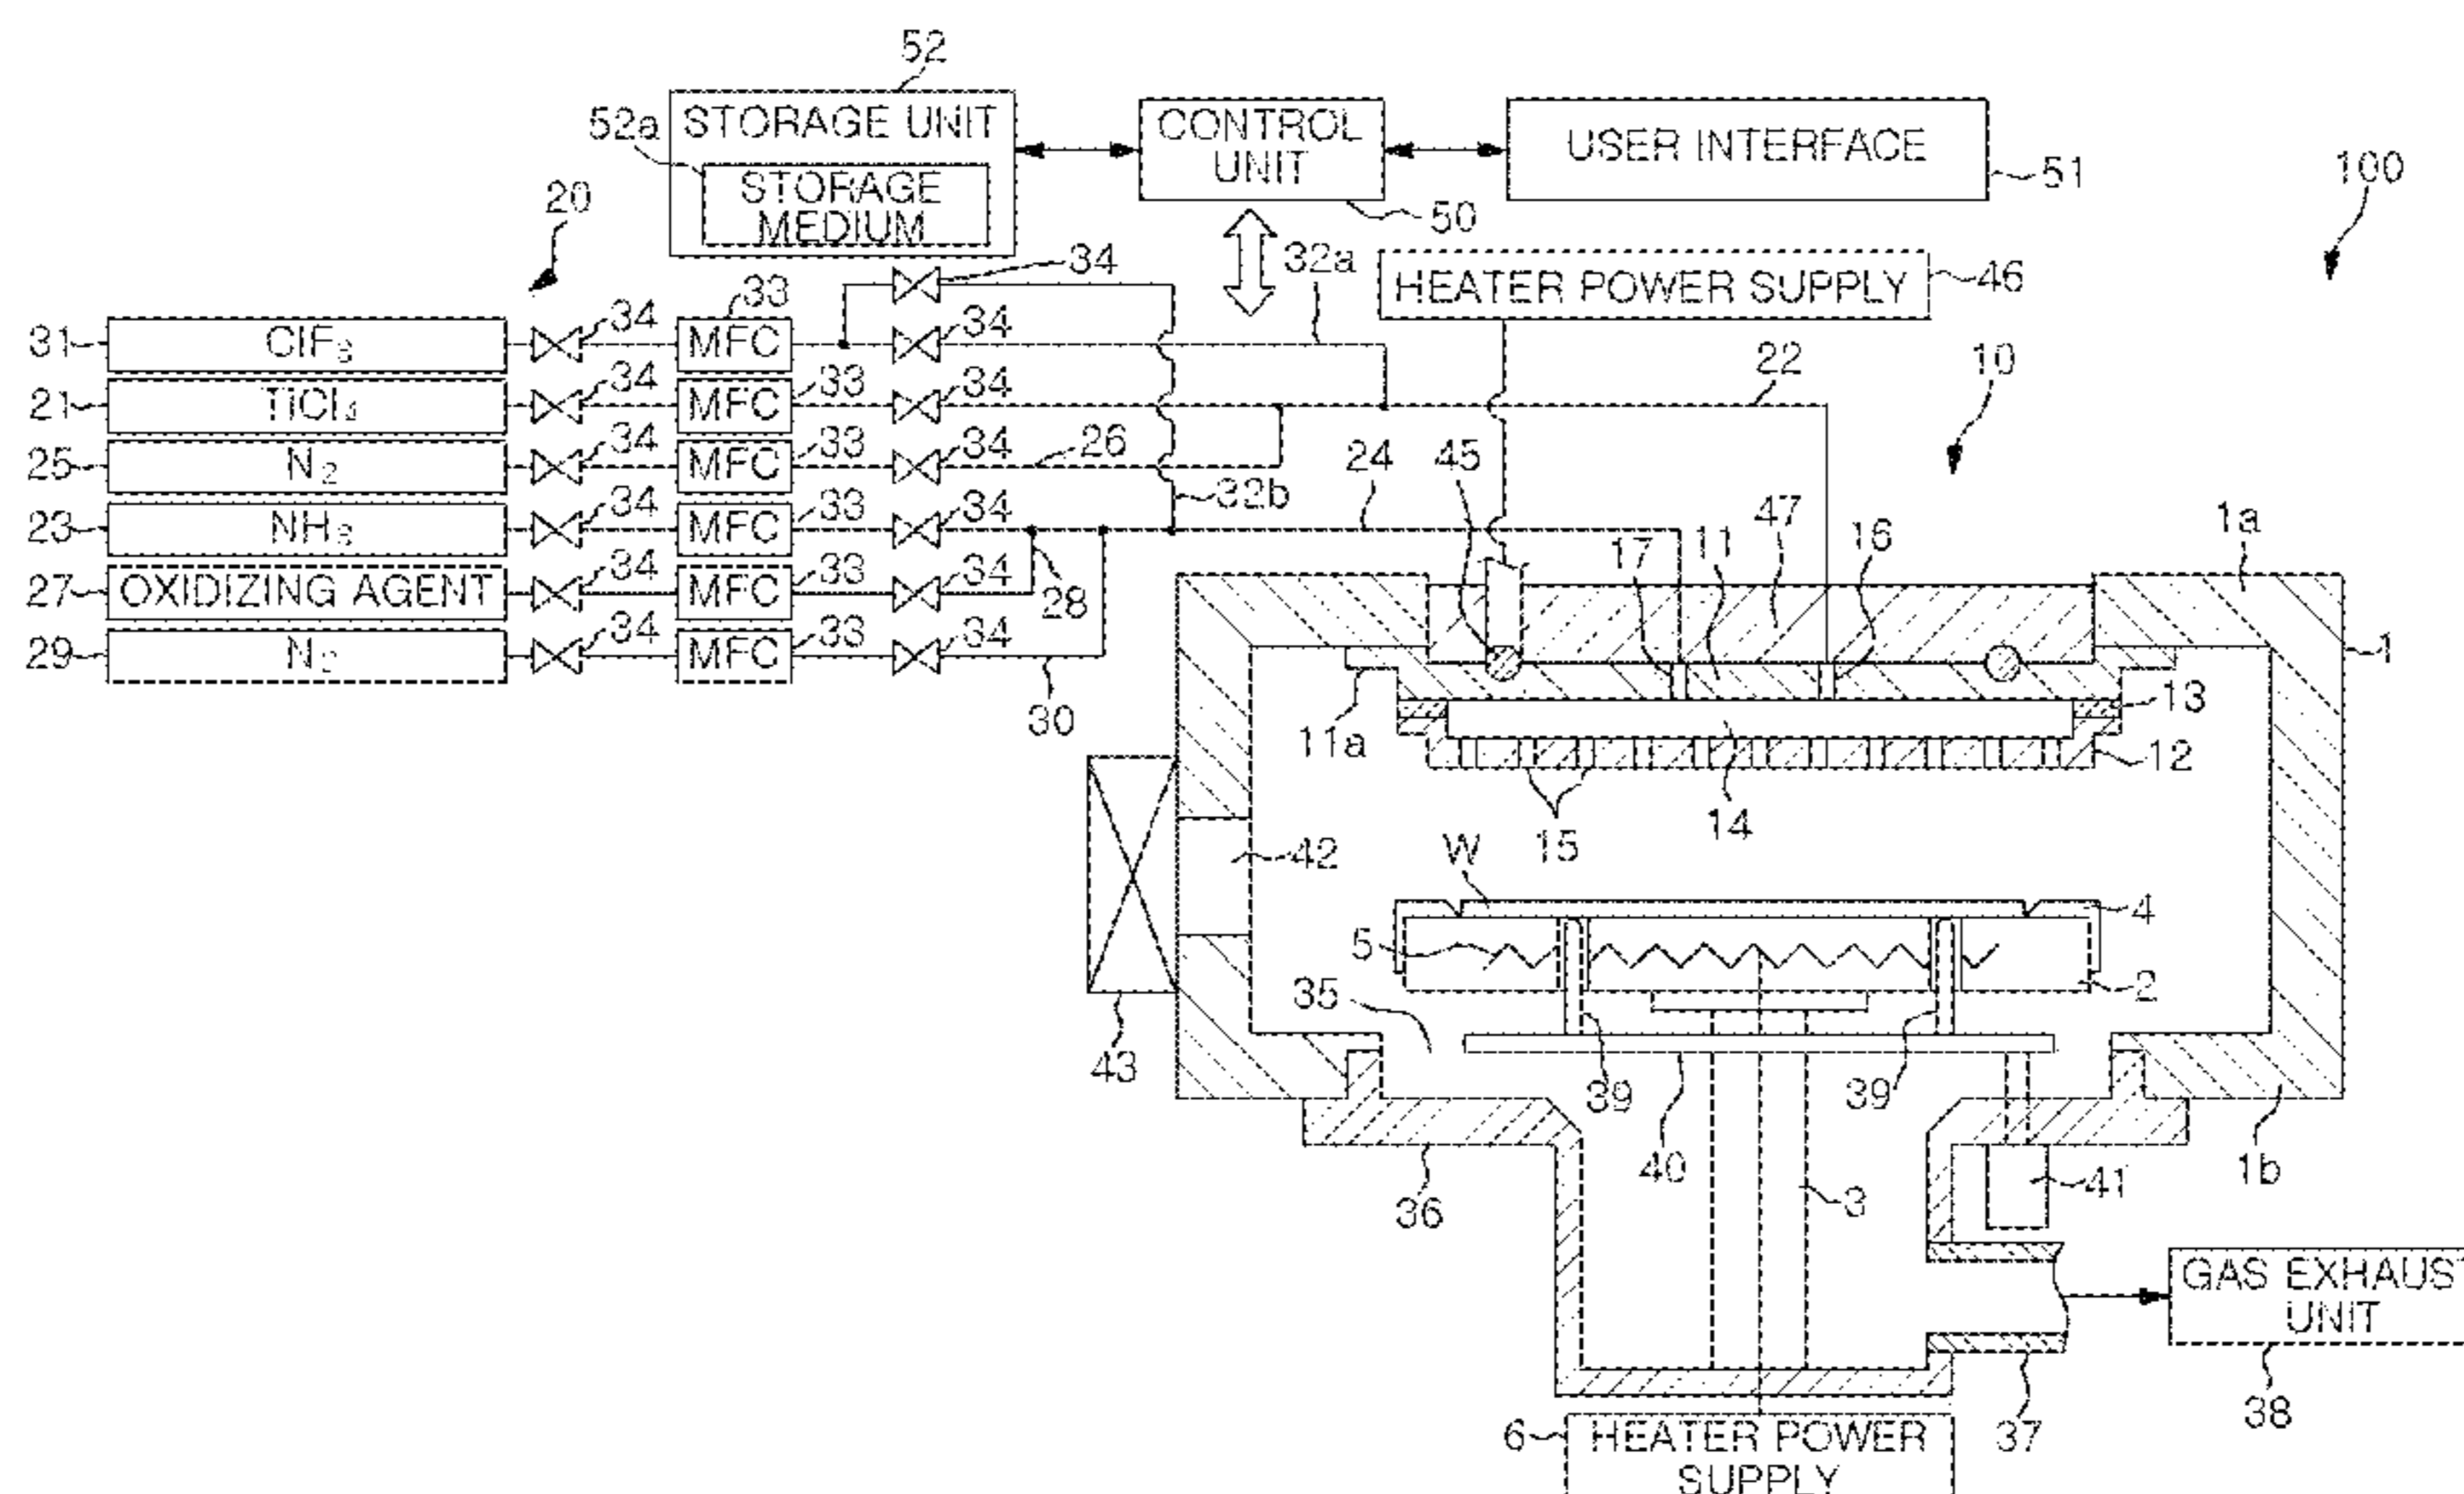 52
52a
STORAGE UNIT
STORAGE
MEDIUM
CONTROL
UNIT
50
USER INTERFACE
51
100
20
34
32a
HEATER POWER SUPPLY
46
31
ClF₃
34
33
MFC
34
21
TiCl₄
34
MFC
33
34
22
10
25
N₂
34
MFC
33
34
26
32b
24
45
47
1a
23
NH₃
34
MFC
33
34
17
11
16
27
OXIDIZING AGENT
34
MFC
33
34
28
1
29
N₂
34
MFC
33
34
30
11a
13
12
15
14
42
W
4
5
2
35
43
39
39
40
36
3
41
1b
GAS EXHAUST
UNIT
38
37
6
HEATER POWER
SUPPLY